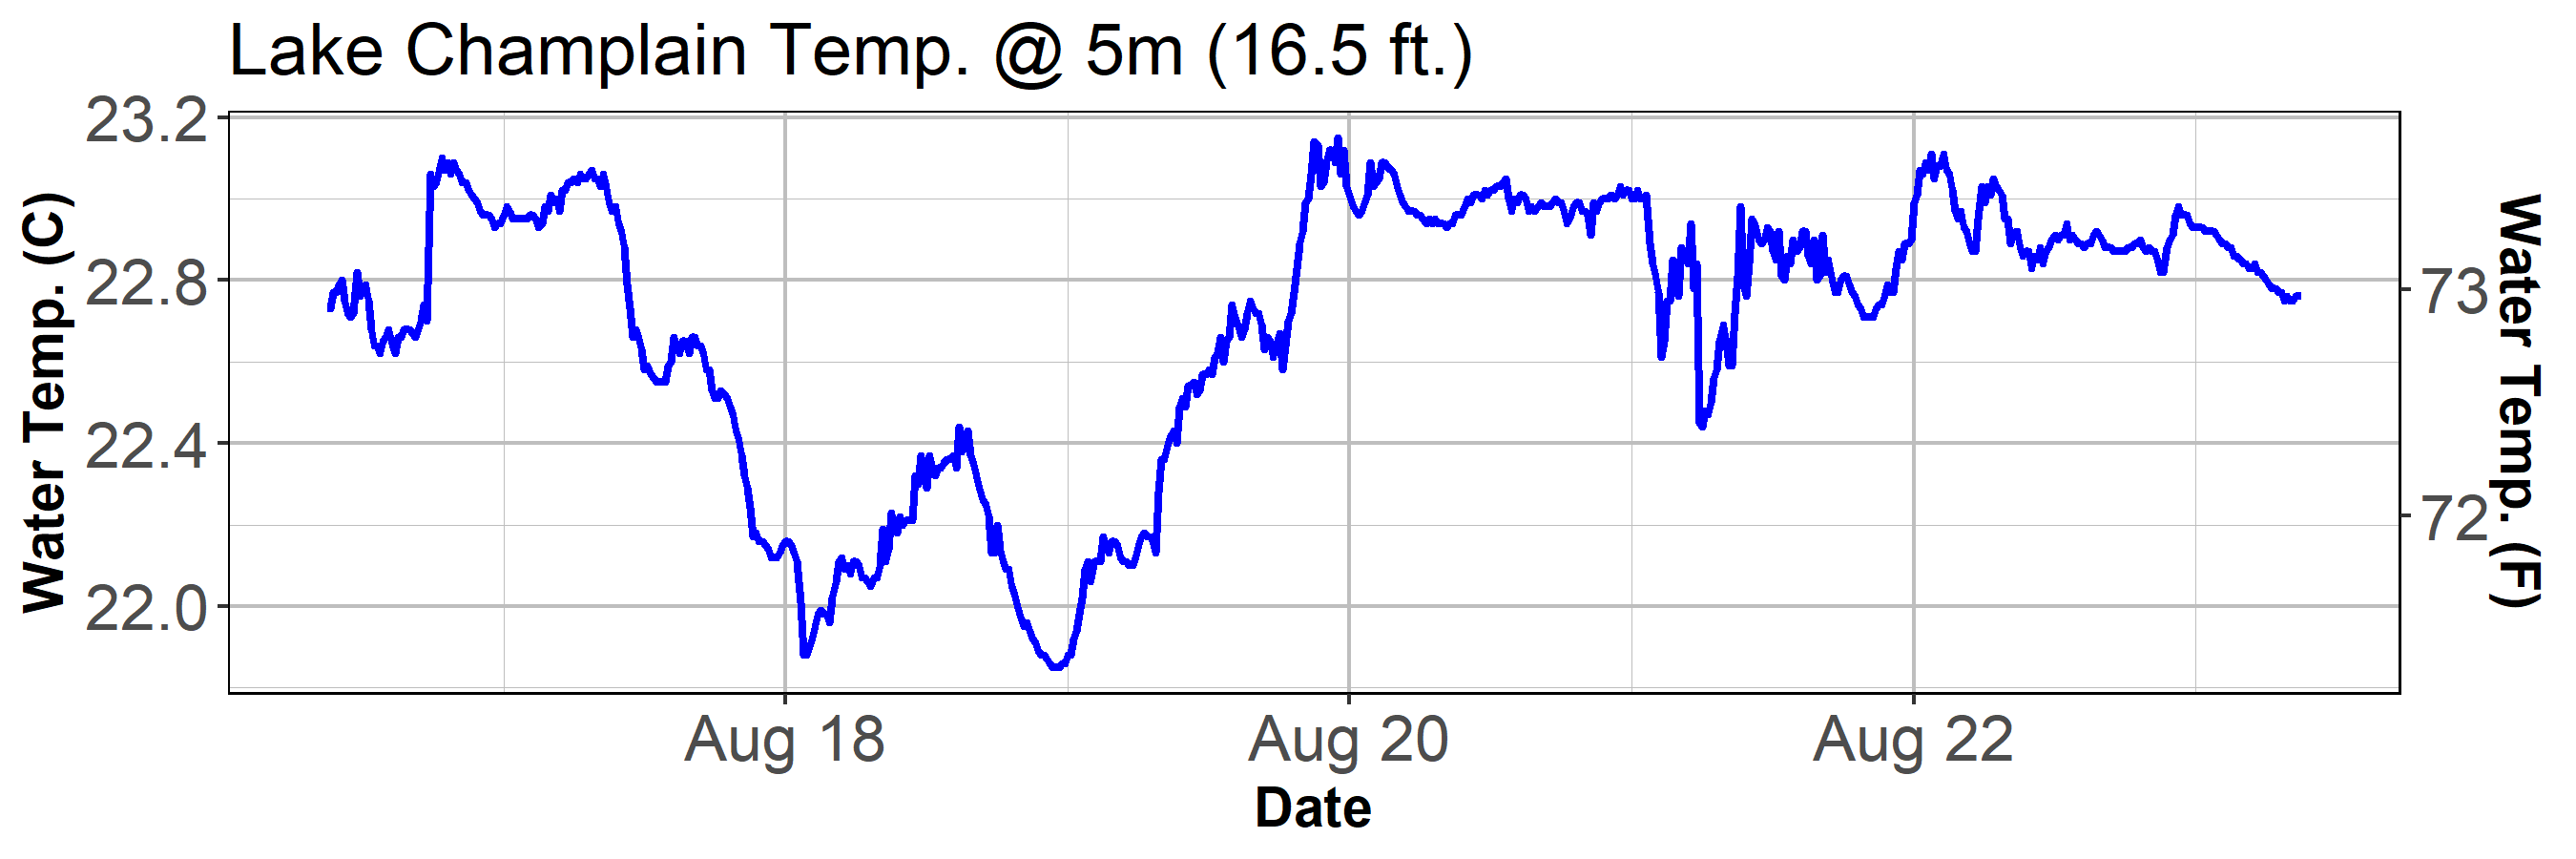 Lake Champlain Temp. @ 5m (16.5 ft.)
Water Temp. (C)
23.2
22.8
22.4
22.0
73
72
Water Temp. (F)
Aug 18
Aug 20
Aug 22
Date